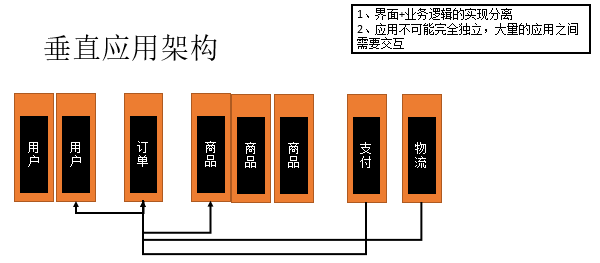 1、界面+业务逻辑的实现分离
2、应用不可能完全独立，大量的应用之间
需要交互
垂直应用架构
用户
用户
订单
商品
商品
商品
支付
物流